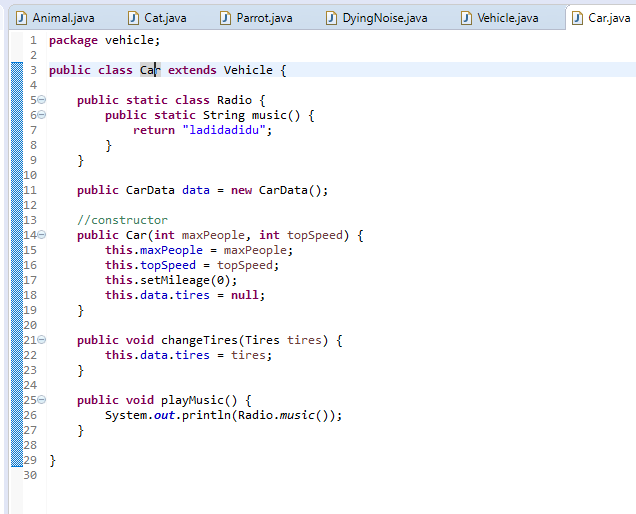 Animal.java Cat.java Parrot.java DyingNoise.java Vehicle.java Car.java
1 package vehicle;
2
3 public class Car extends Vehicle {
4
5     public static class Radio {
6         public static String music() {
7             return "ladidadidu";
8         }
9     }
10
11     public CarData data = new CarData();
12
13     //constructor
14     public Car(int maxPeople, int topSpeed) {
15         this.maxPeople = maxPeople;
16         this.topSpeed = topSpeed;
17         this.setMileage(0);
18         this.data.tires = null;
19     }
20
21     public void changeTires(Tires tires) {
22         this.data.tires = tires;
23     }
24
25     public void playMusic() {
26         System.out.println(Radio.music());
27     }
28
29 }
30